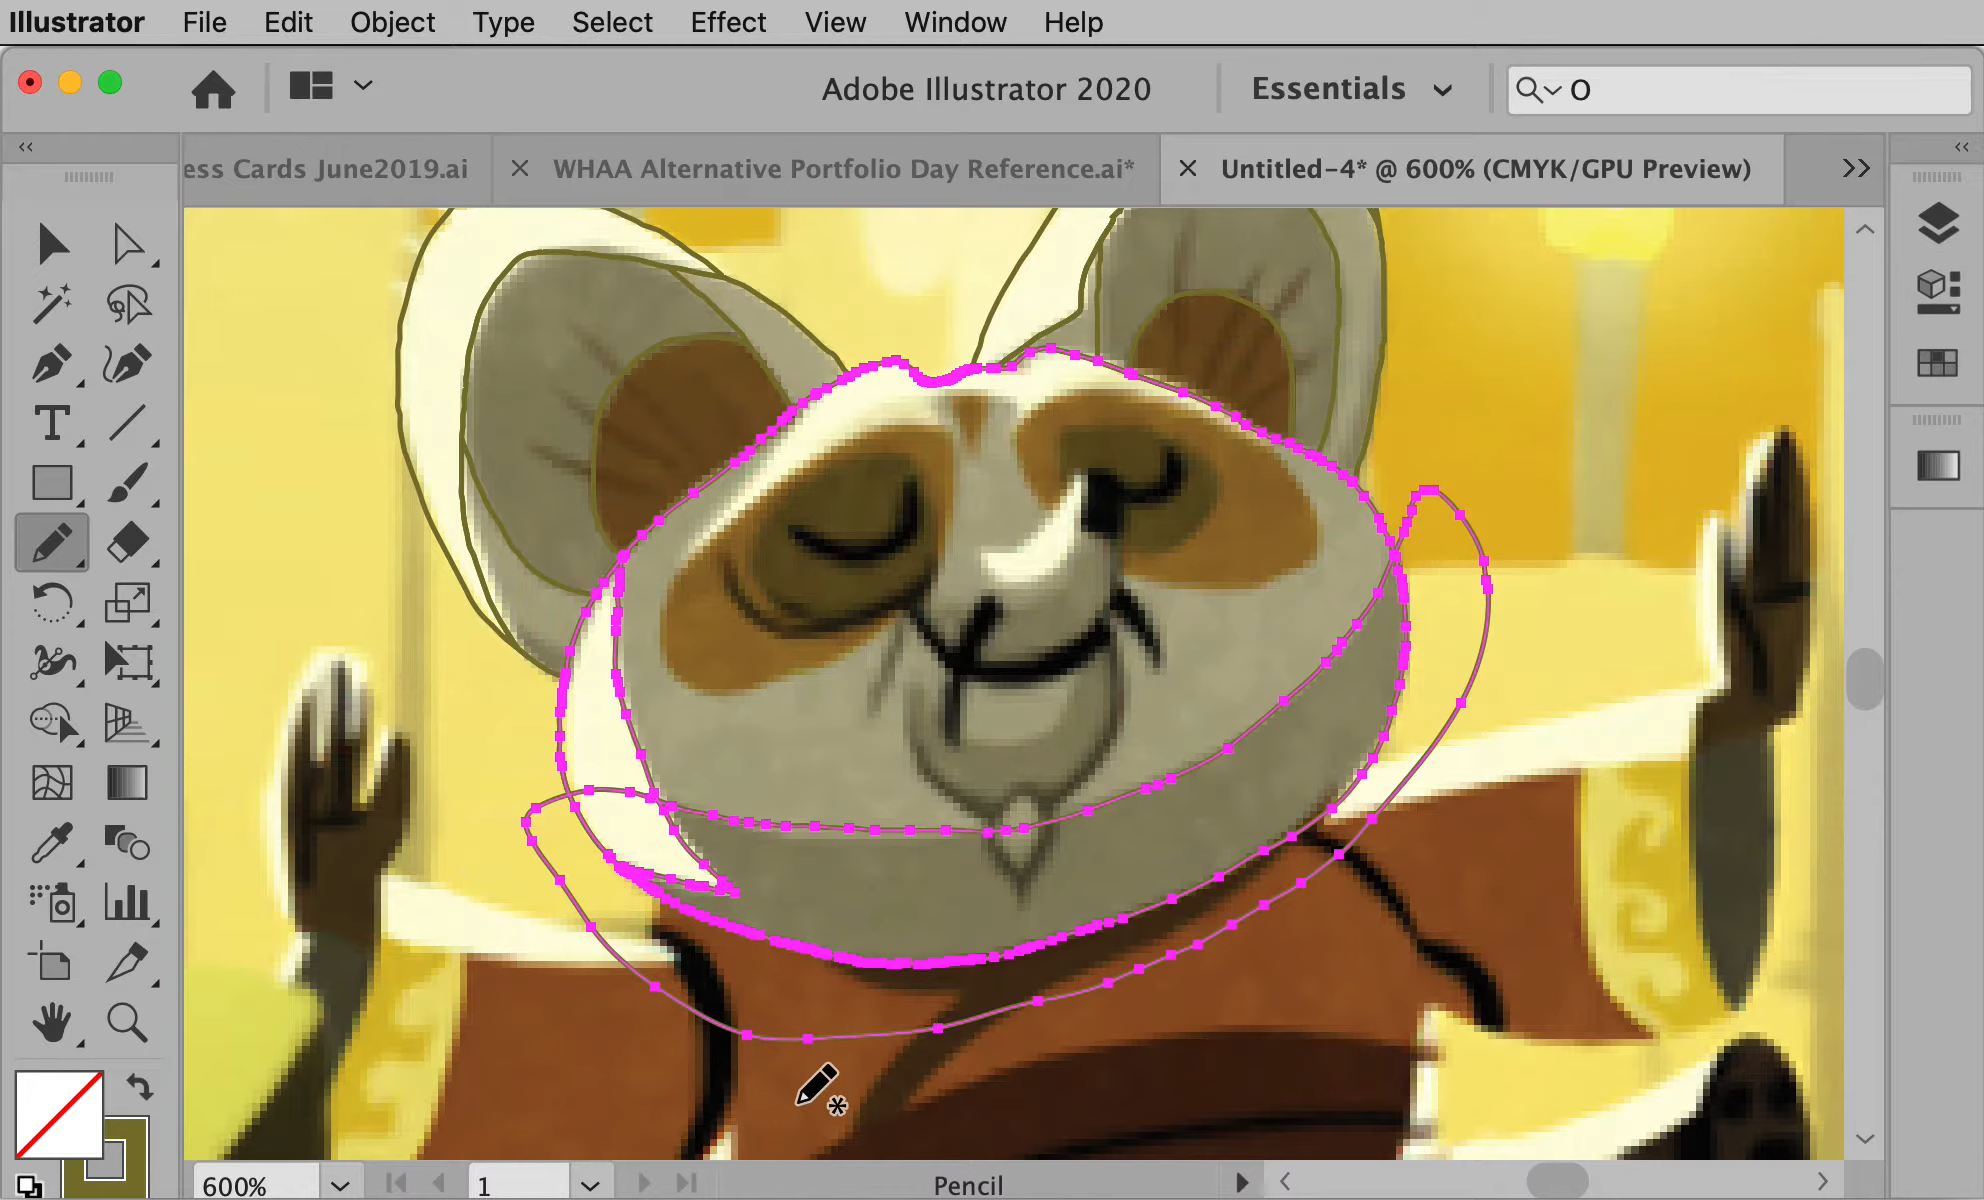 Illustrator File Edit Object Type Select Effect View Window Help
Adobe Illustrator 2020 Essentials O
ess Cards June2019.ai × WHAA Alternative Portfolio Day Reference.ai* × Untitled-4* @ 600% (CMYK/GPU Preview)
600% 1 Pencil